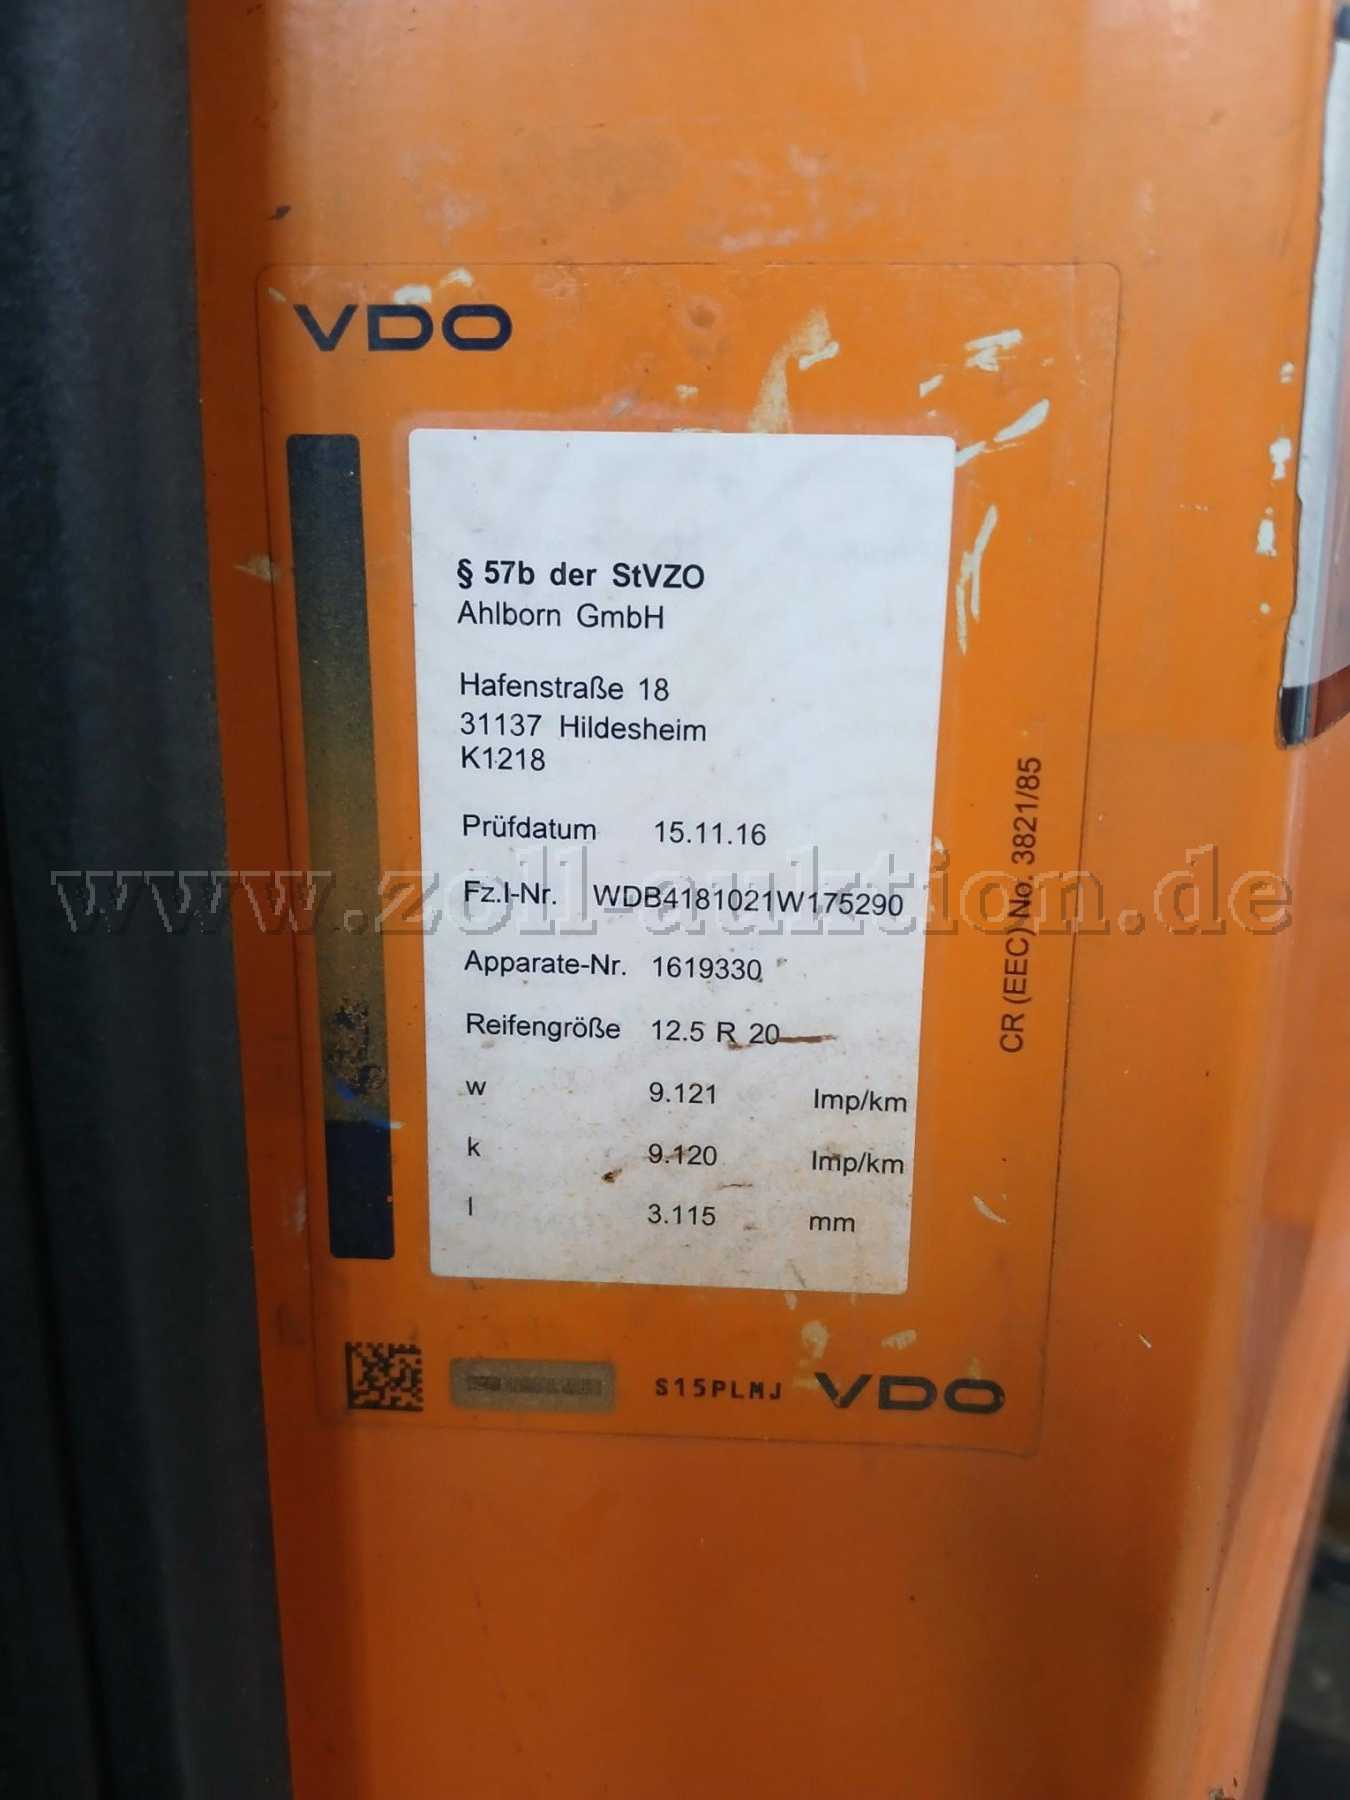 VDO
§ 57b der StVZO
Ahlborn GmbH
Hafenstraße 18
31137 Hildesheim
K1218
Prüfdatum 15.11.16
Fz.I-Nr. WDB4181021W175290
Apparate-Nr. 1619330
Reifengröße 12.5 R 20
w 9.121 Imp/km
k 9.120 Imp/km
l 3.115 mm
CR (EEC) No. 3821/85
S15PLMJ VDO
www.zoll-auktion.de